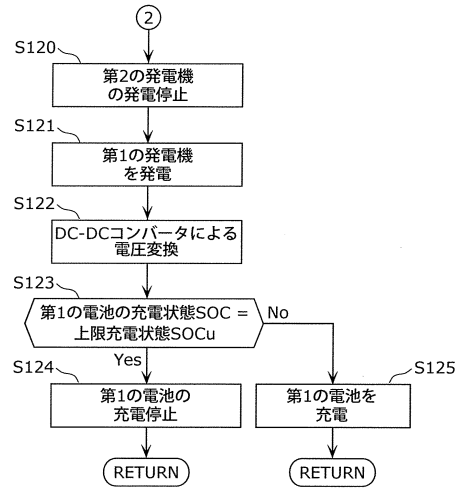 2
S120
第2の発電機
の発電停止
S121
第1の発電機
を発電
S122
DC-DCコンバータによる
電圧変換
S123
第1の電池の充電状態SOC =
上限充電状態SOCu
No
Yes
S124
第1の電池の
充電停止
S125
第1の電池を
充電
RETURN
RETURN